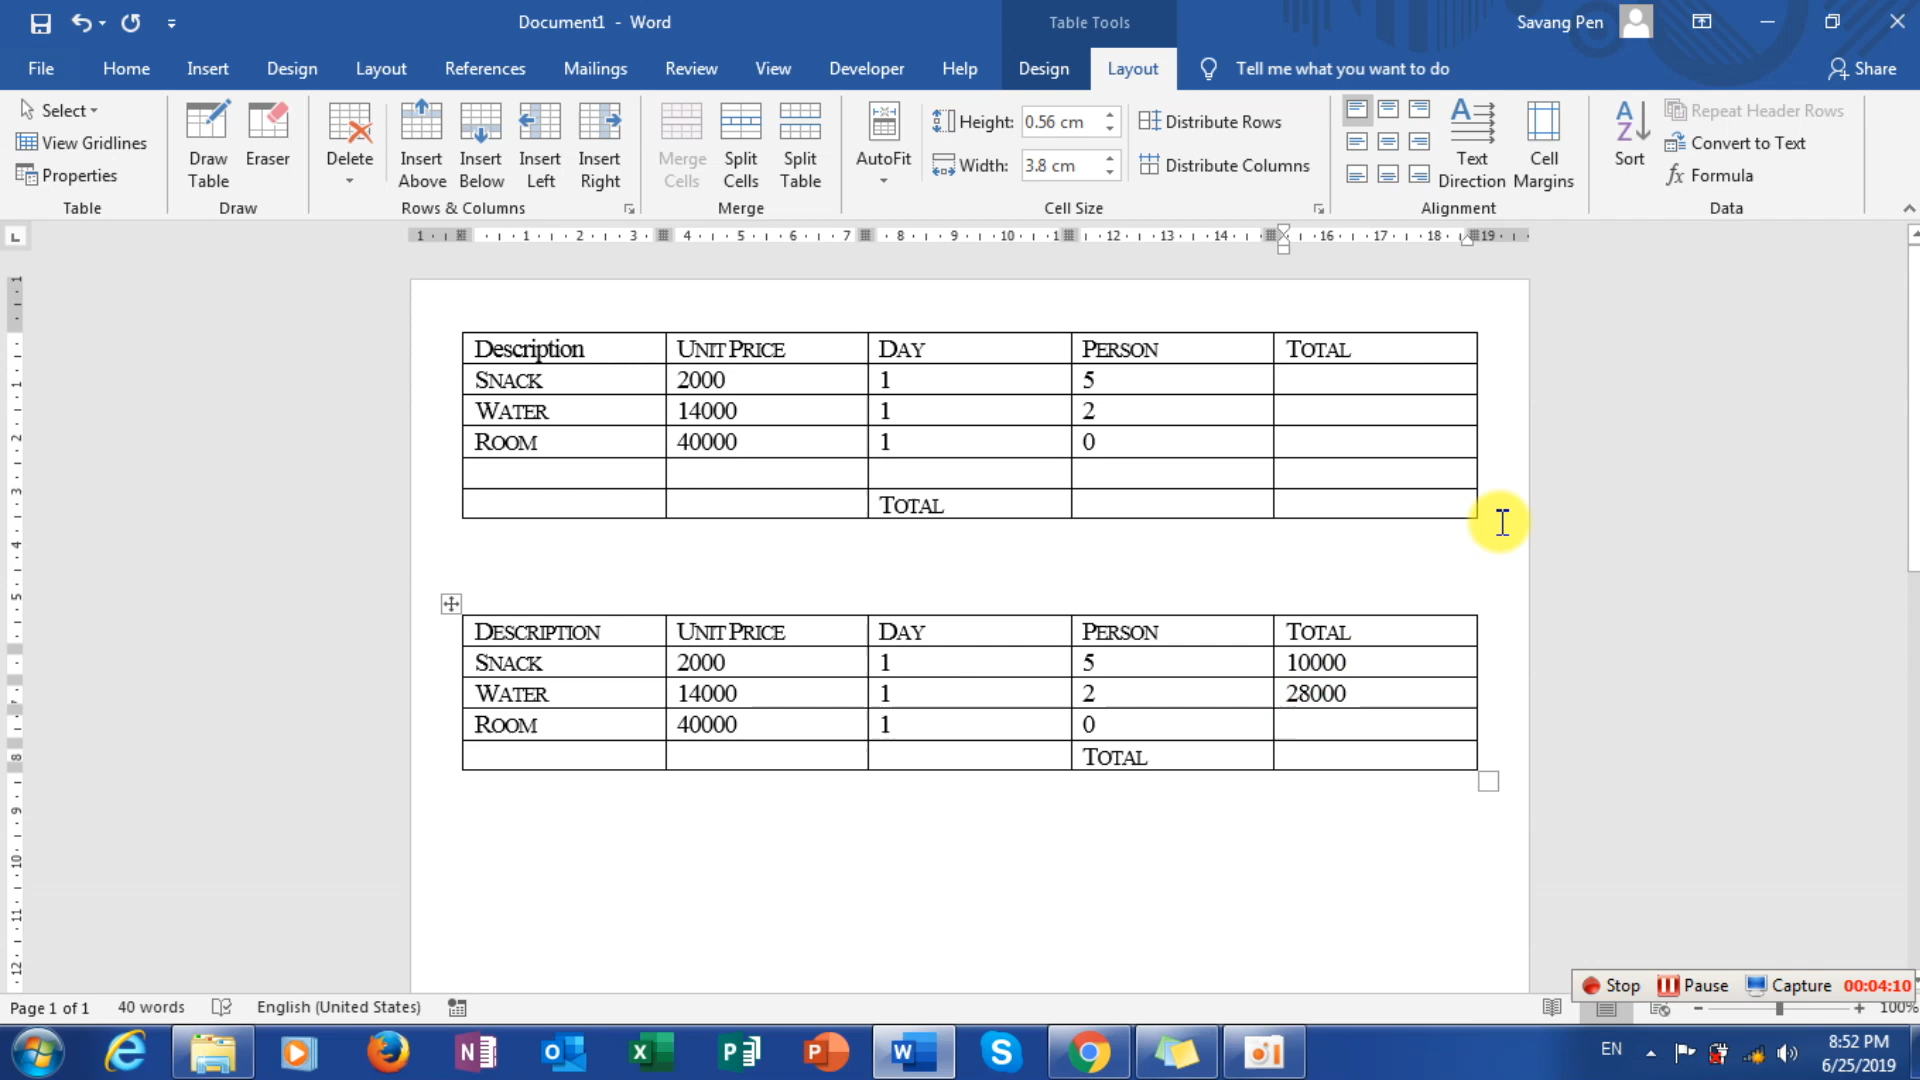 Document1 - Word
Table Tools
Savang Pen
File Home Insert Design Layout References Mailings Review View Developer Help Design Layout Tell me what you want to do Share
Select
View Gridlines
Properties
Table
Draw Table
Eraser
Draw
Delete
Insert Above
Insert Below
Insert Left
Insert Right
Rows & Columns
Merge Cells
Split Cells
Split Table
Merge
AutoFit
Height: 0.56 cm
Width: 3.8 cm
Distribute Rows
Distribute Columns
Cell Size
Text Direction
Cell Margins
Alignment
Sort
Repeat Header Rows
Convert to Text
Formula
Data
Description UNIT PRICE DAY PERSON TOTAL
SNACK 2000 1 5
WATER 14000 1 2
ROOM 40000 1 0
TOTAL
DESCRIPTION UNIT PRICE DAY PERSON TOTAL
SNACK 2000 1 5 10000
WATER 14000 1 2 28000
ROOM 40000 1 0
TOTAL
Stop Pause Capture 00:04:10
Page 1 of 1 40 words English (United States) 100%
EN
8:52 PM
6/25/2019